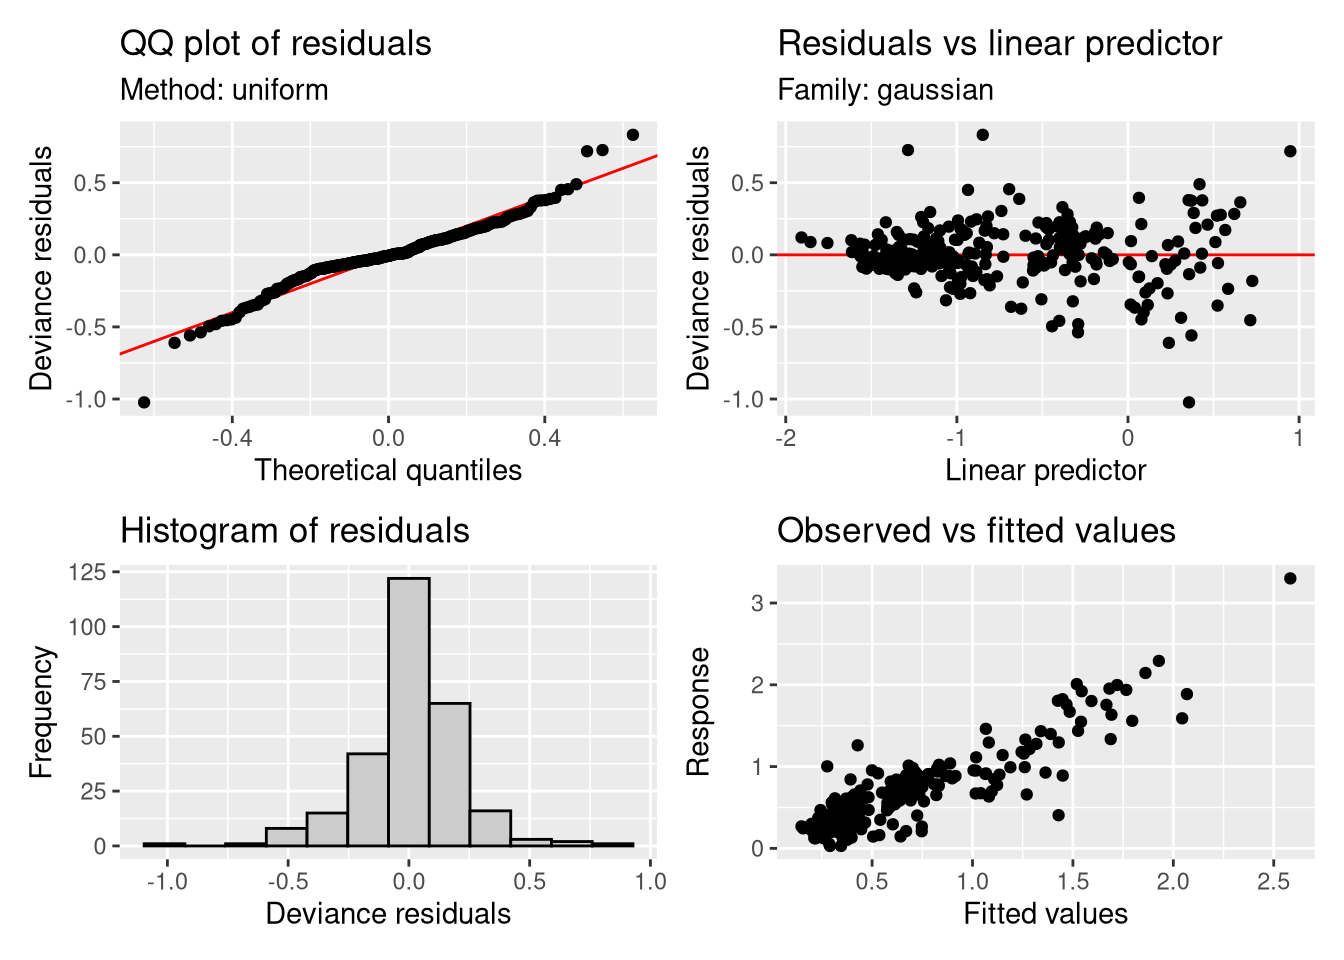 QQ plot of residuals
Method: uniform
Deviance residuals
0.5
0.0
-0.5
-1.0
-0.4
0.0
0.4
Theoretical quantiles
Residuals vs linear predictor
Family: gaussian
Deviance residuals
0.5
0.0
-0.5
-1.0
-2
-1
0
1
Linear predictor
Histogram of residuals
Frequency
125
100
75
50
25
0
-1.0
-0.5
0.0
0.5
1.0
Deviance residuals
Observed vs fitted values
Response
3
2
1
0
0.5
1.0
1.5
2.0
2.5
Fitted values